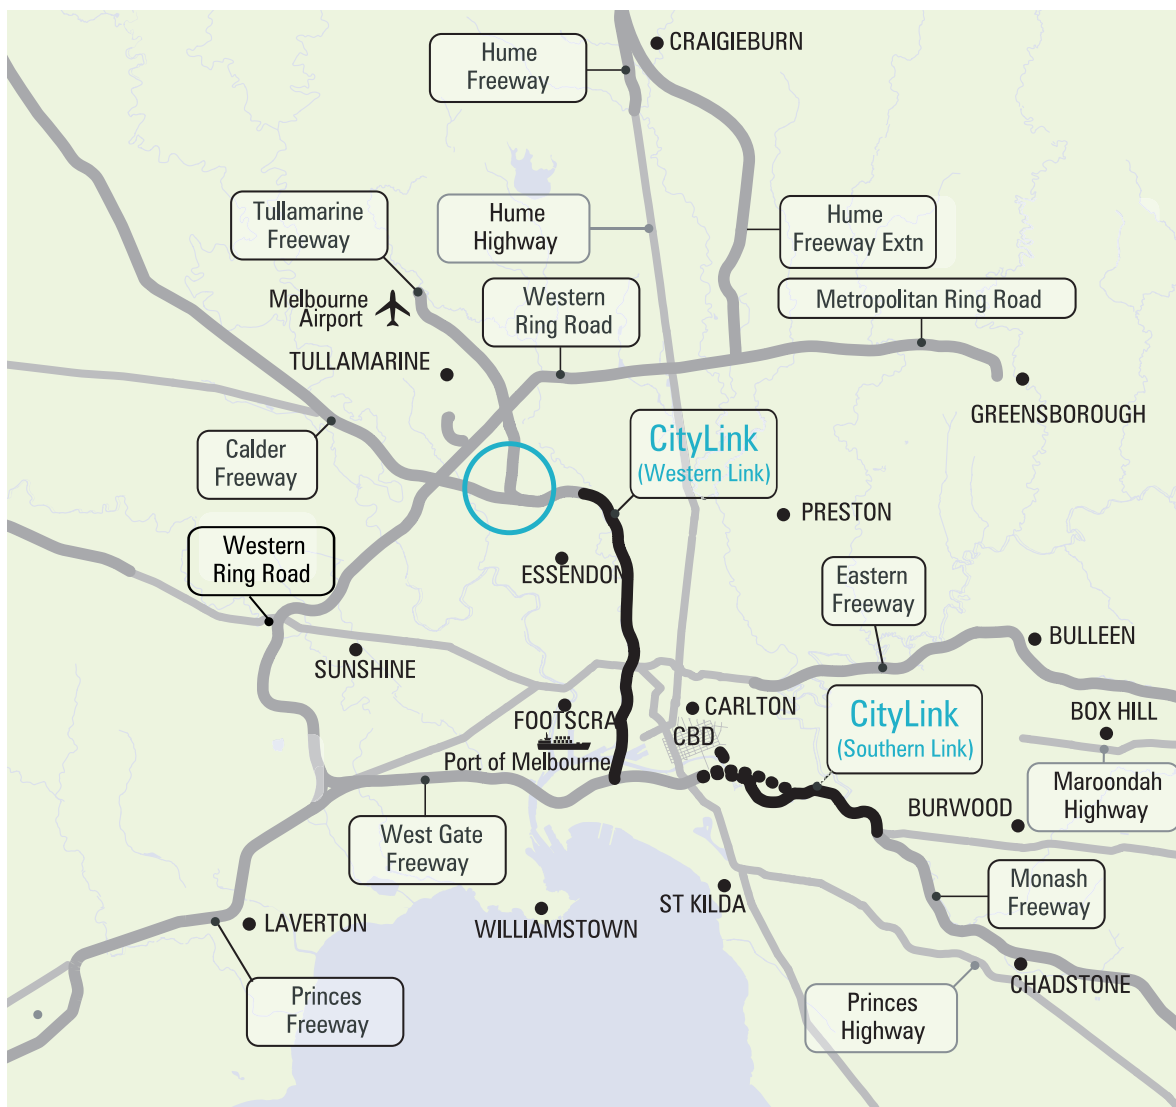 CRAIGIEBURN
Hume
Freeway
Tullamarine
Freeway
Hume
Highway
Hume
Freeway Extn
Melbourne
Airport
Western
Ring Road
Metropolitan Ring Road
TULLAMARINE
GREENSBOROUGH
Calder
Freeway
CityLink
(Western Link)
PRESTON
Western
Ring Road
ESSENDON
Eastern
Freeway
BULLEEN
SUNSHINE
FOOTSCRA
CARLTON
CityLink
(Southern Link)
BOX HILL
CBD
Port of Melbourne
Maroondah
Highway
BURWOOD
West Gate
Freeway
Monash
Freeway
ST KILDA
LAVERTON
WILLIAMSTOWN
CHADSTONE
Princes
Freeway
Princes
Highway